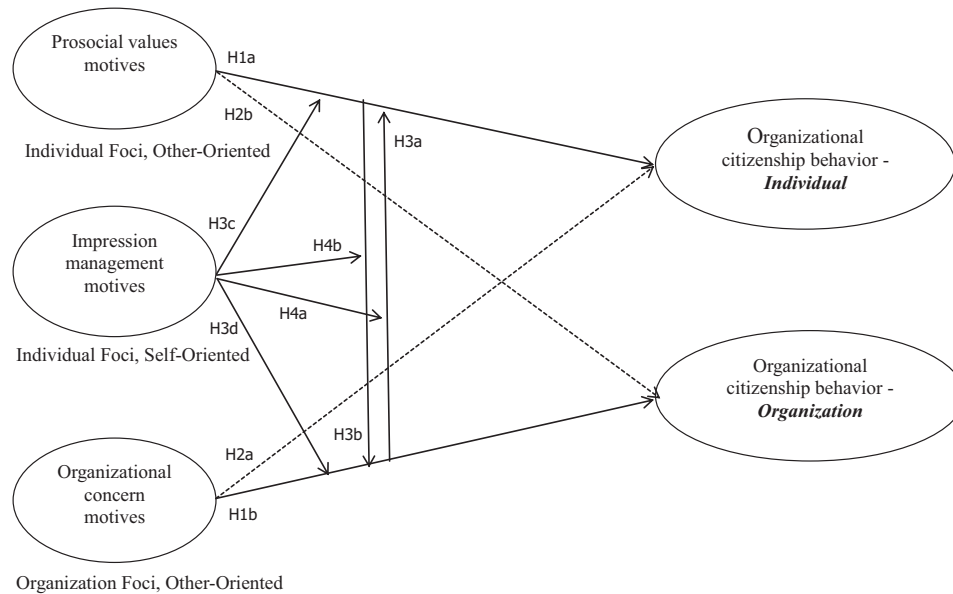 Prosocial values
motives
Individual Foci, Other-Oriented
Impression
management
motives
Individual Foci, Self-Oriented
Organizational
concern
motives
Organization Foci, Other-Oriented
H1a
H2b
H3a
H3c
H4b
H4a
H3d
H3b
H2a
H1b
Organizational
citizenship behavior -
Individual
Organizational
citizenship behavior -
Organization